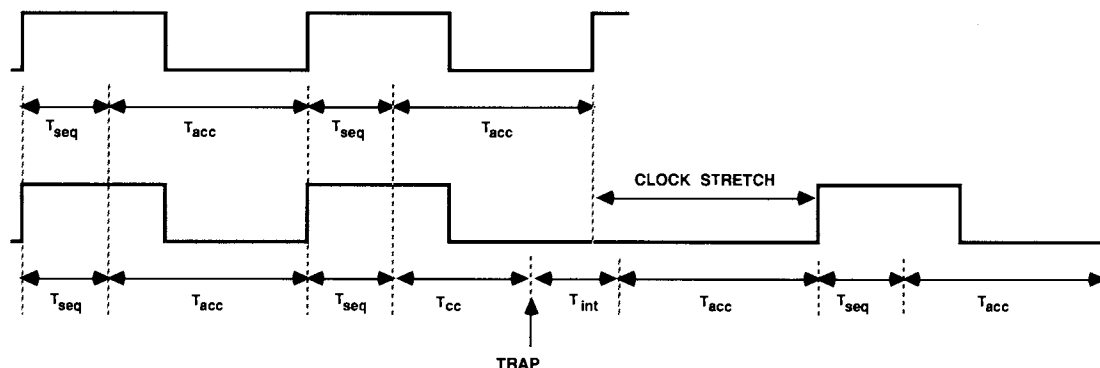 Tseq Tacc Tseq Tacc
CLOCK STRETCH
Tseq Tacc Tseq Tcc Tint Tacc Tseq Tacc
TRAP